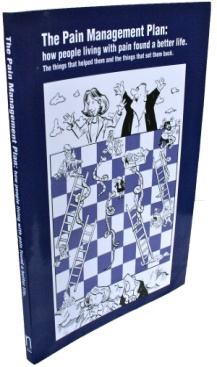 The Pain Management Plan:
how people living with pain found a better life.
The things that helped them and the things that set them back.
The Pain Management Plan: how people living with pain found a better life.